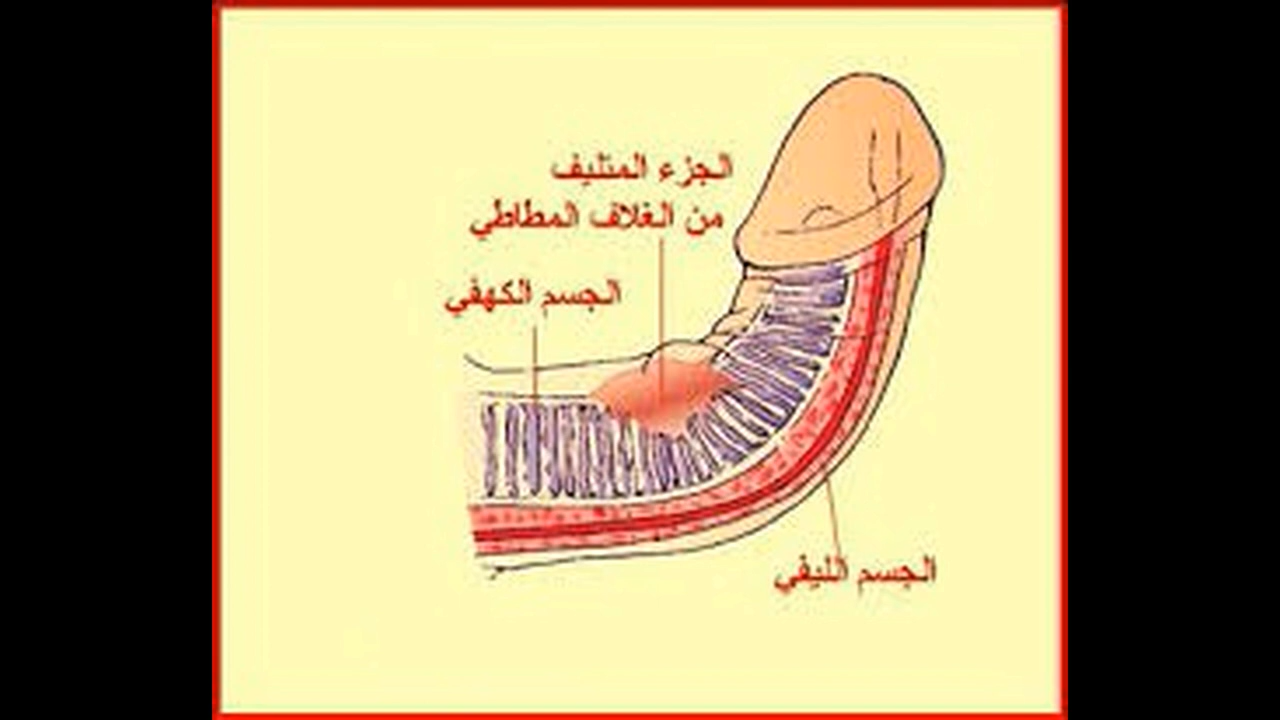 الجزء المتليف
من الغلاف المطاطي
الجسم الكهفي
الجسم الليفي